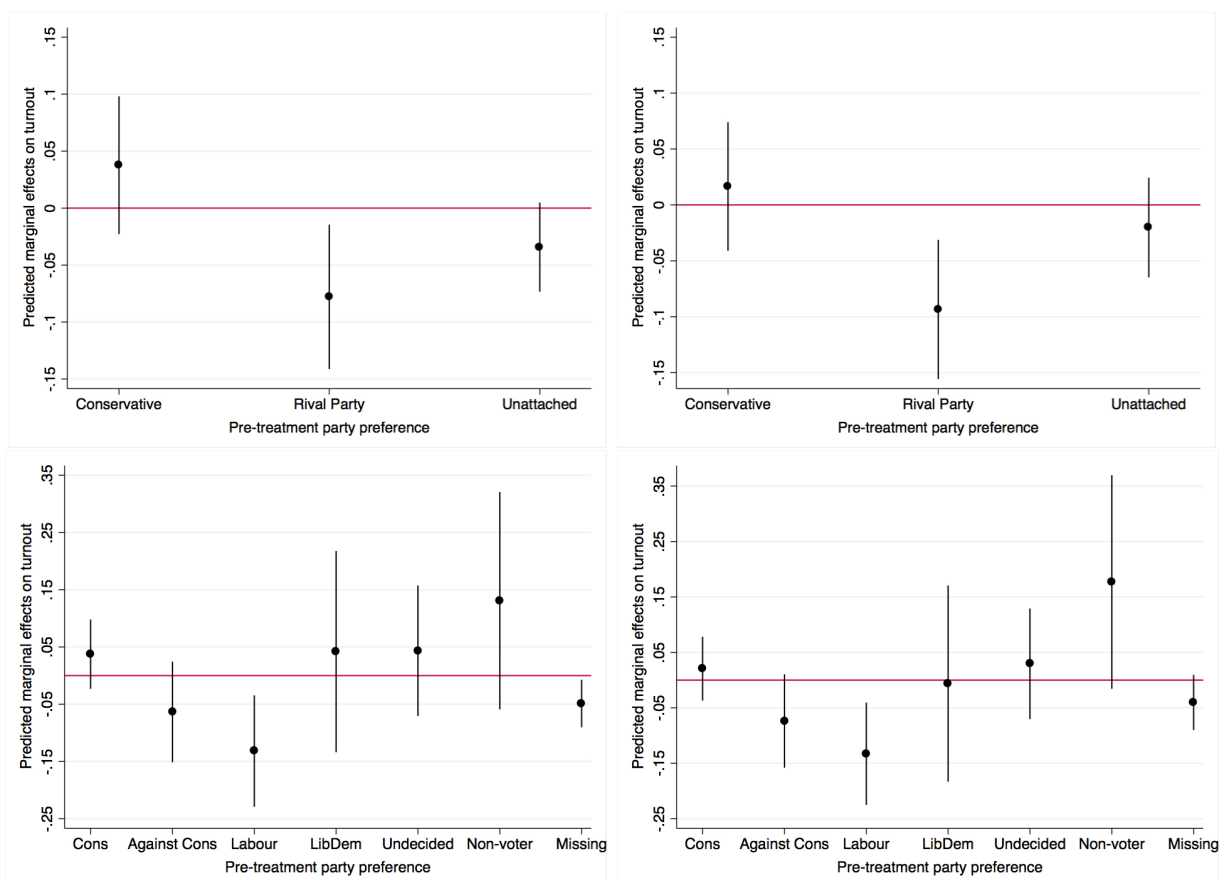 Predicted marginal effects on turnout
.15
.1
.05
0
-.05
-.1
-.15
Conservative Rival Party Unattached
Pre-treatment party preference
Predicted marginal effects on turnout
.15
.1
.05
0
-.05
-.1
-.15
Conservative Rival Party Unattached
Pre-treatment party preference
Predicted marginal effects on turnout
.35
.25
.15
.05
-.05
-.15
-.25
Cons Against Cons Labour LibDem Undecided Non-voter Missing
Pre-treatment party preference
Predicted marginal effects on turnout
.35
.25
.15
.05
-.05
-.15
-.25
Cons Against Cons Labour LibDem Undecided Non-voter Missing
Pre-treatment party preference